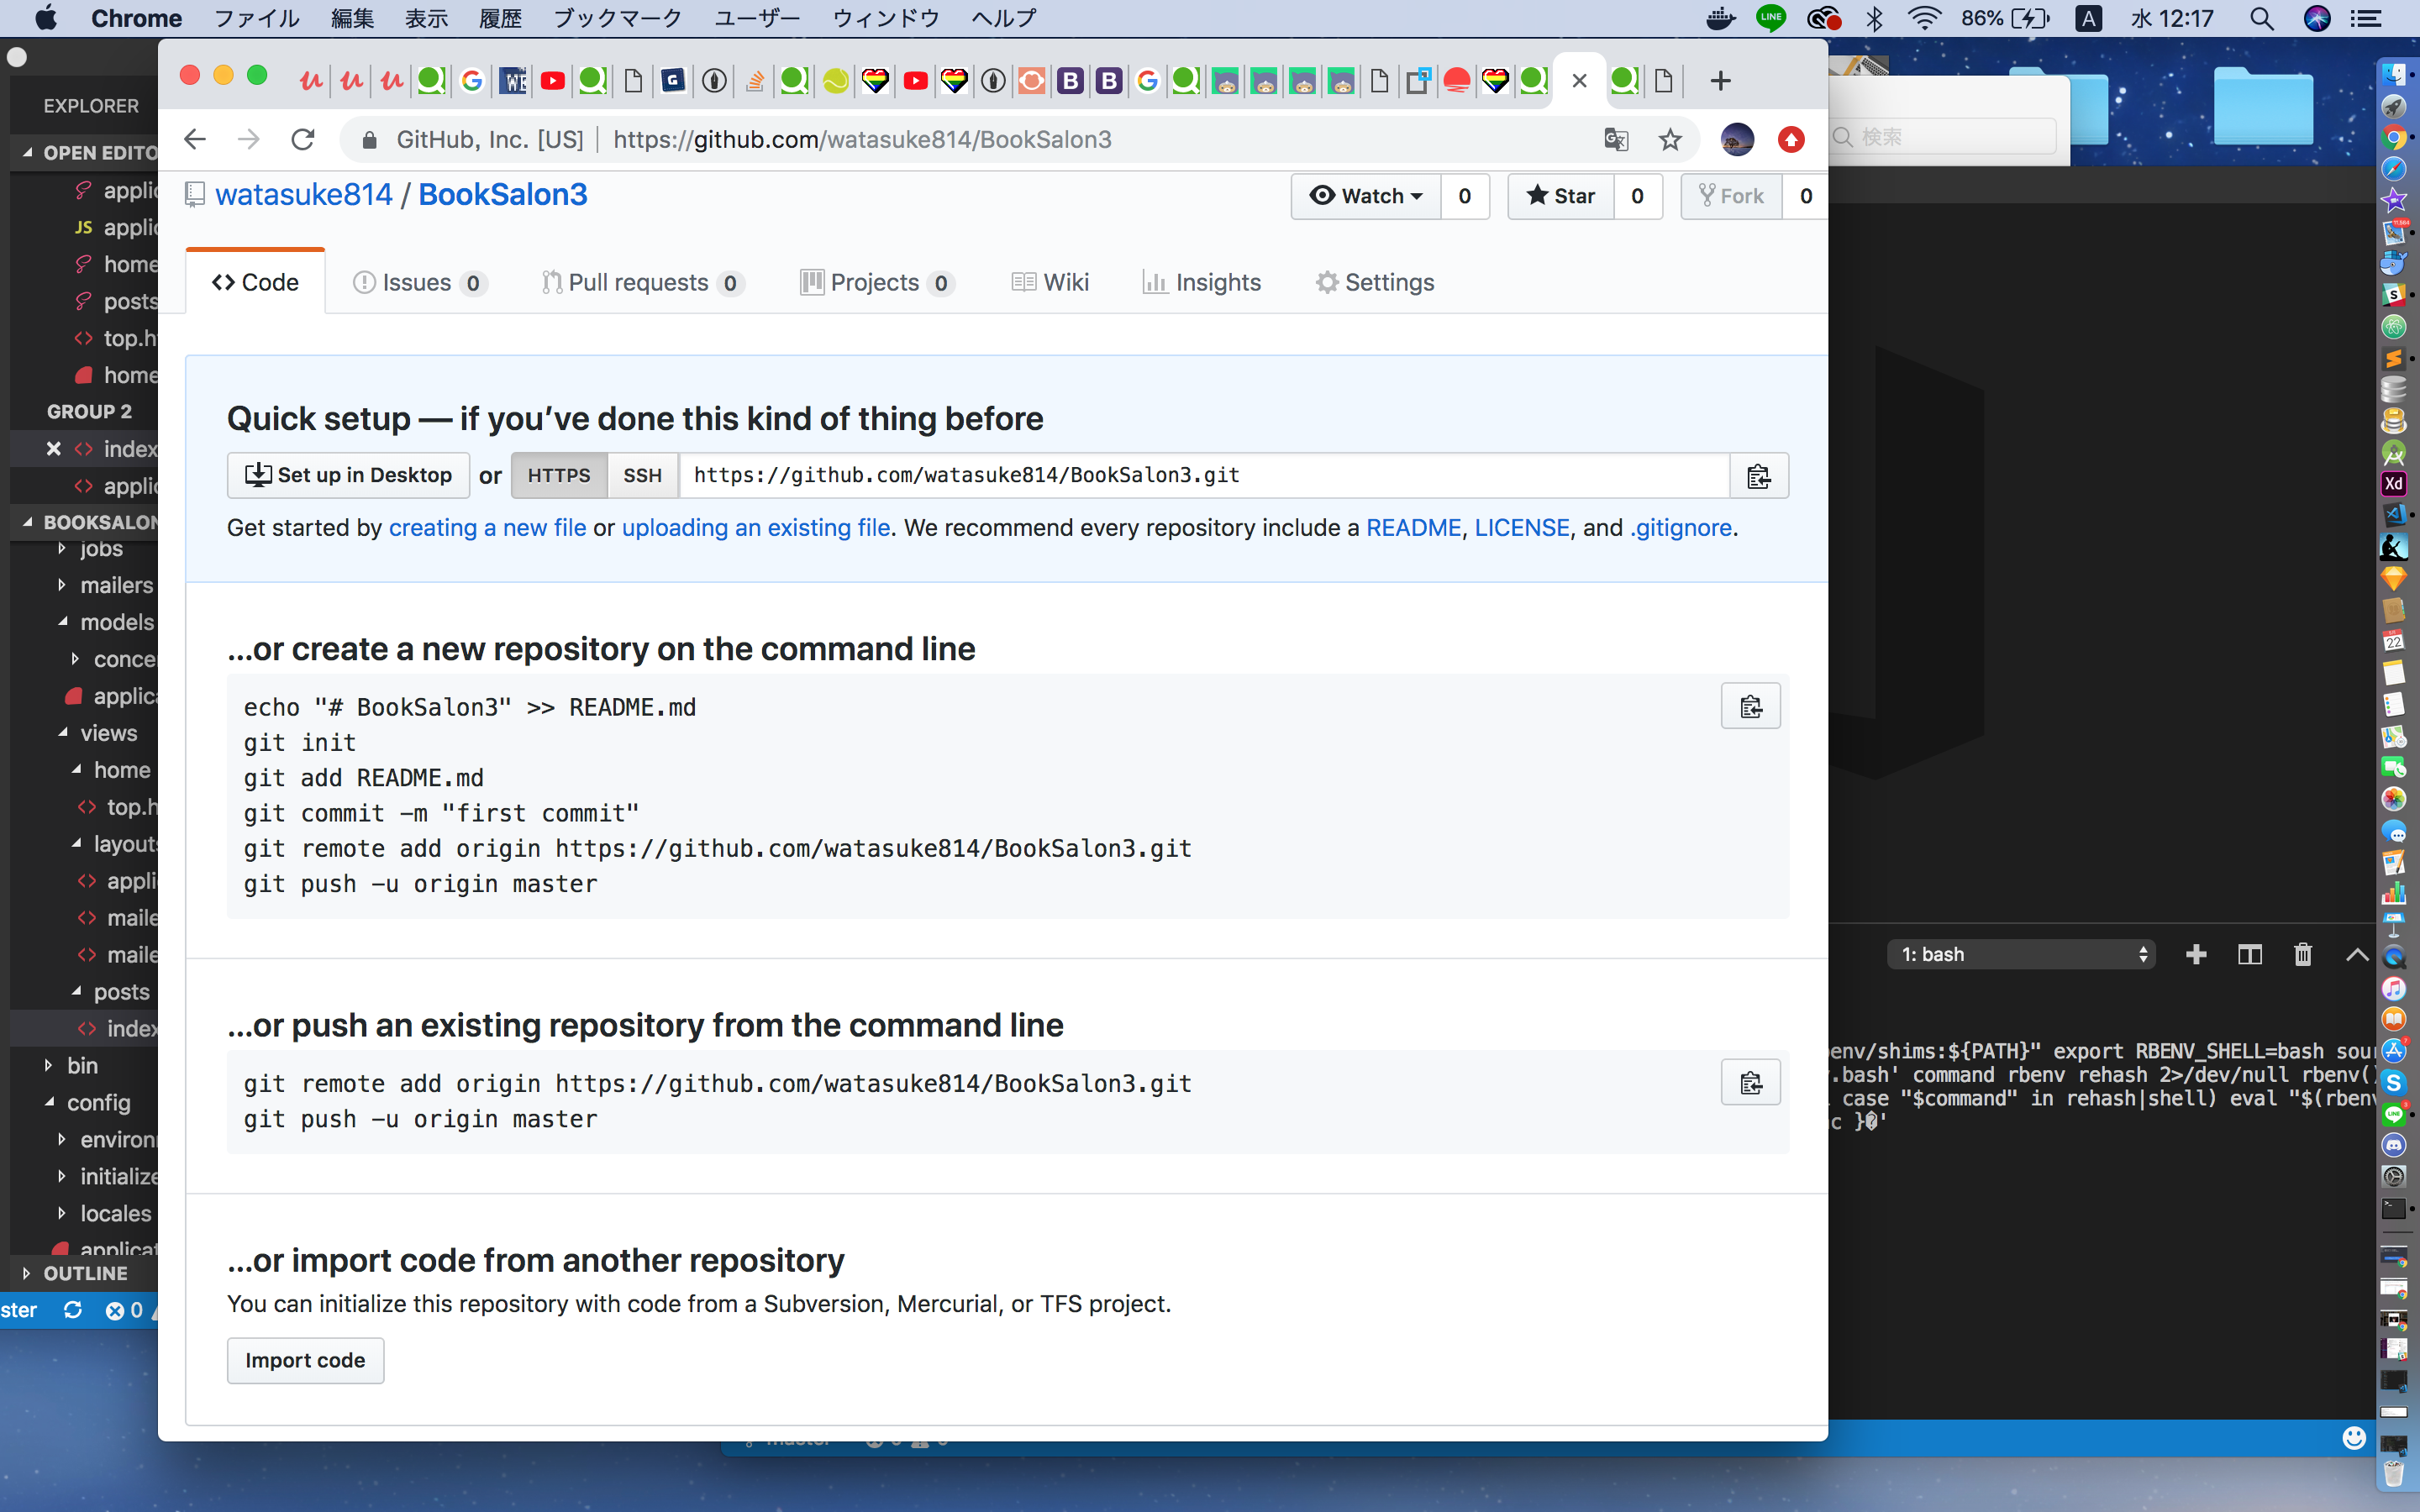 Chrome ファイル 編集 表示 履歴 ブックマーク ユーザー ウィンドウ ヘルプ
LINE 86% A 水 12:17
GitHub, Inc. [US] https://github.com/watasuke814/BookSalon3
検索
EXPLORER
OPEN EDITO
applic
JS applic
home
posts
top.h
home
GROUP 2
index
applic
BOOKSALON
jobs
mailers
models
conce
applica
views
home
top.h
layouts
appli
maile
maile
posts
index
bin
config
environ
initialize
locales
applicat
OUTLINE
ster 0
watasuke814 / BookSalon3
Watch 0 Star 0 Fork 0
Code Issues 0 Pull requests 0 Projects 0 Wiki Insights Settings
Quick setup — if you’ve done this kind of thing before
Set up in Desktop or HTTPS SSH https://github.com/watasuke814/BookSalon3.git
Get started by creating a new file or uploading an existing file. We recommend every repository include a README, LICENSE, and .gitignore.
…or create a new repository on the command line
echo "# BookSalon3" >> README.md
git init
git add README.md
git commit -m "first commit"
git remote add origin https://github.com/watasuke814/BookSalon3.git
git push -u origin master
…or push an existing repository from the command line
git remote add origin https://github.com/watasuke814/BookSalon3.git
git push -u origin master
…or import code from another repository
You can initialize this repository with code from a Subversion, Mercurial, or TFS project.
Import code
1: bash
env/shims:${PATH}" export RBENV_SHELL=bash sour
.bash' command rbenv rehash 2>/dev/null rbenv()
case "$command" in rehash|shell) eval "$(rben
c }�'
Xd
22